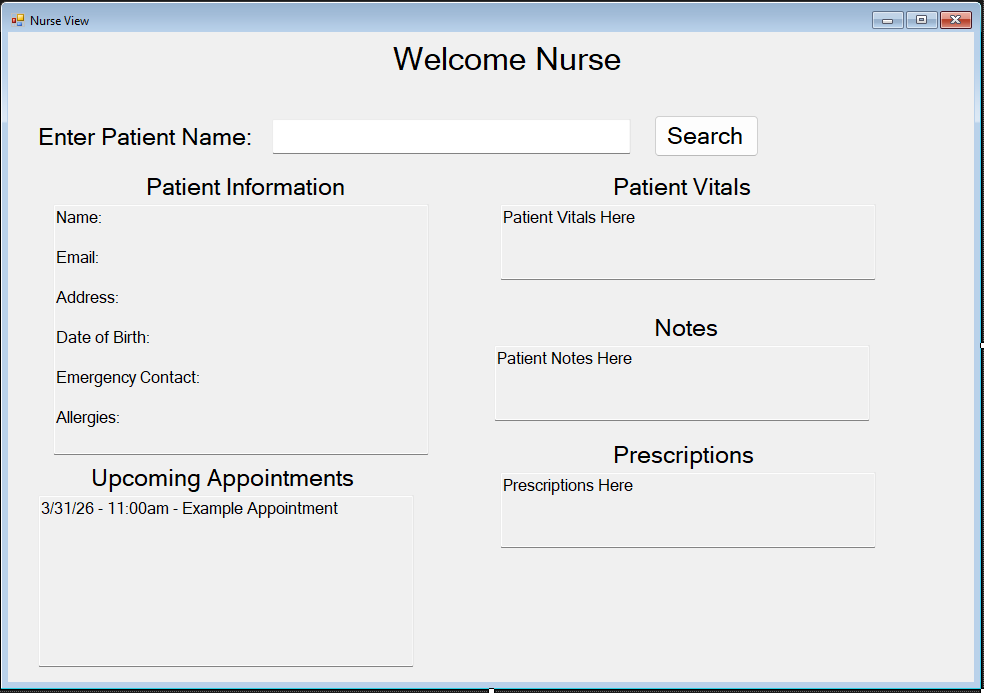 Nurse View
Welcome Nurse
Enter Patient Name:
Search
Patient Information
Name:
Email:
Address:
Date of Birth:
Emergency Contact:
Allergies:
Upcoming Appointments
3/31/26 - 11:00am - Example Appointment
Patient Vitals
Patient Vitals Here
Notes
Patient Notes Here
Prescriptions
Prescriptions Here